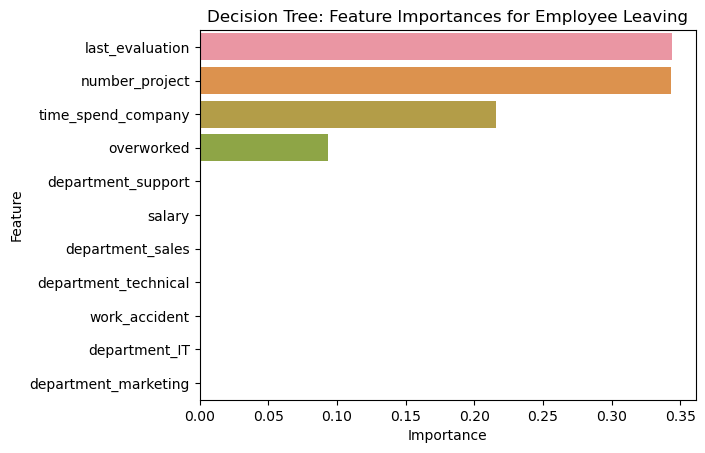 Decision Tree: Feature Importances for Employee Leaving
last_evaluation
number_project
time_spend_company
overworked
department_support
salary
department_sales
department_technical
work_accident
department_IT
department_marketing
Feature
0.00 0.05 0.10 0.15 0.20 0.25 0.30 0.35
Importance